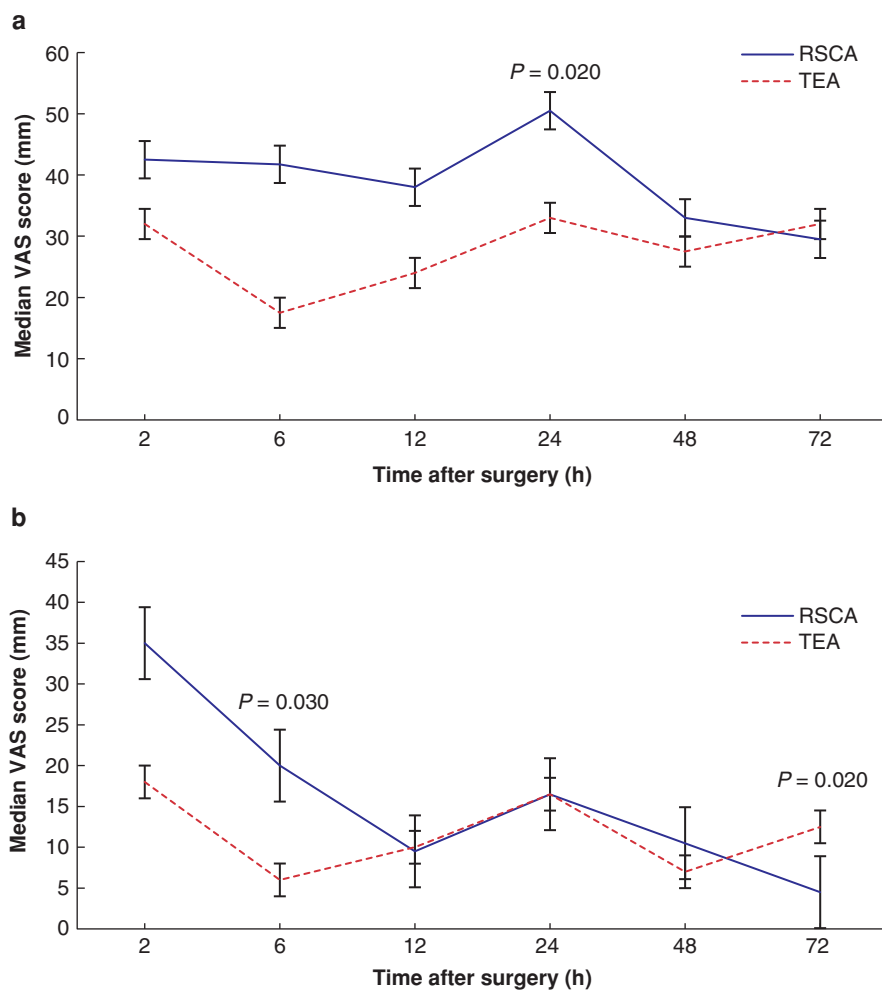 a
60
50
40
30
20
10
0
Median VAS score (mm)
P = 0.020
RSCA
TEA
2 6 12 24 48 72
Time after surgery (h)
b
45
40
35
30
25
20
15
10
5
0
Median VAS score (mm)
RSCA
TEA
P = 0.030
P = 0.020
2 6 12 24 48 72
Time after surgery (h)